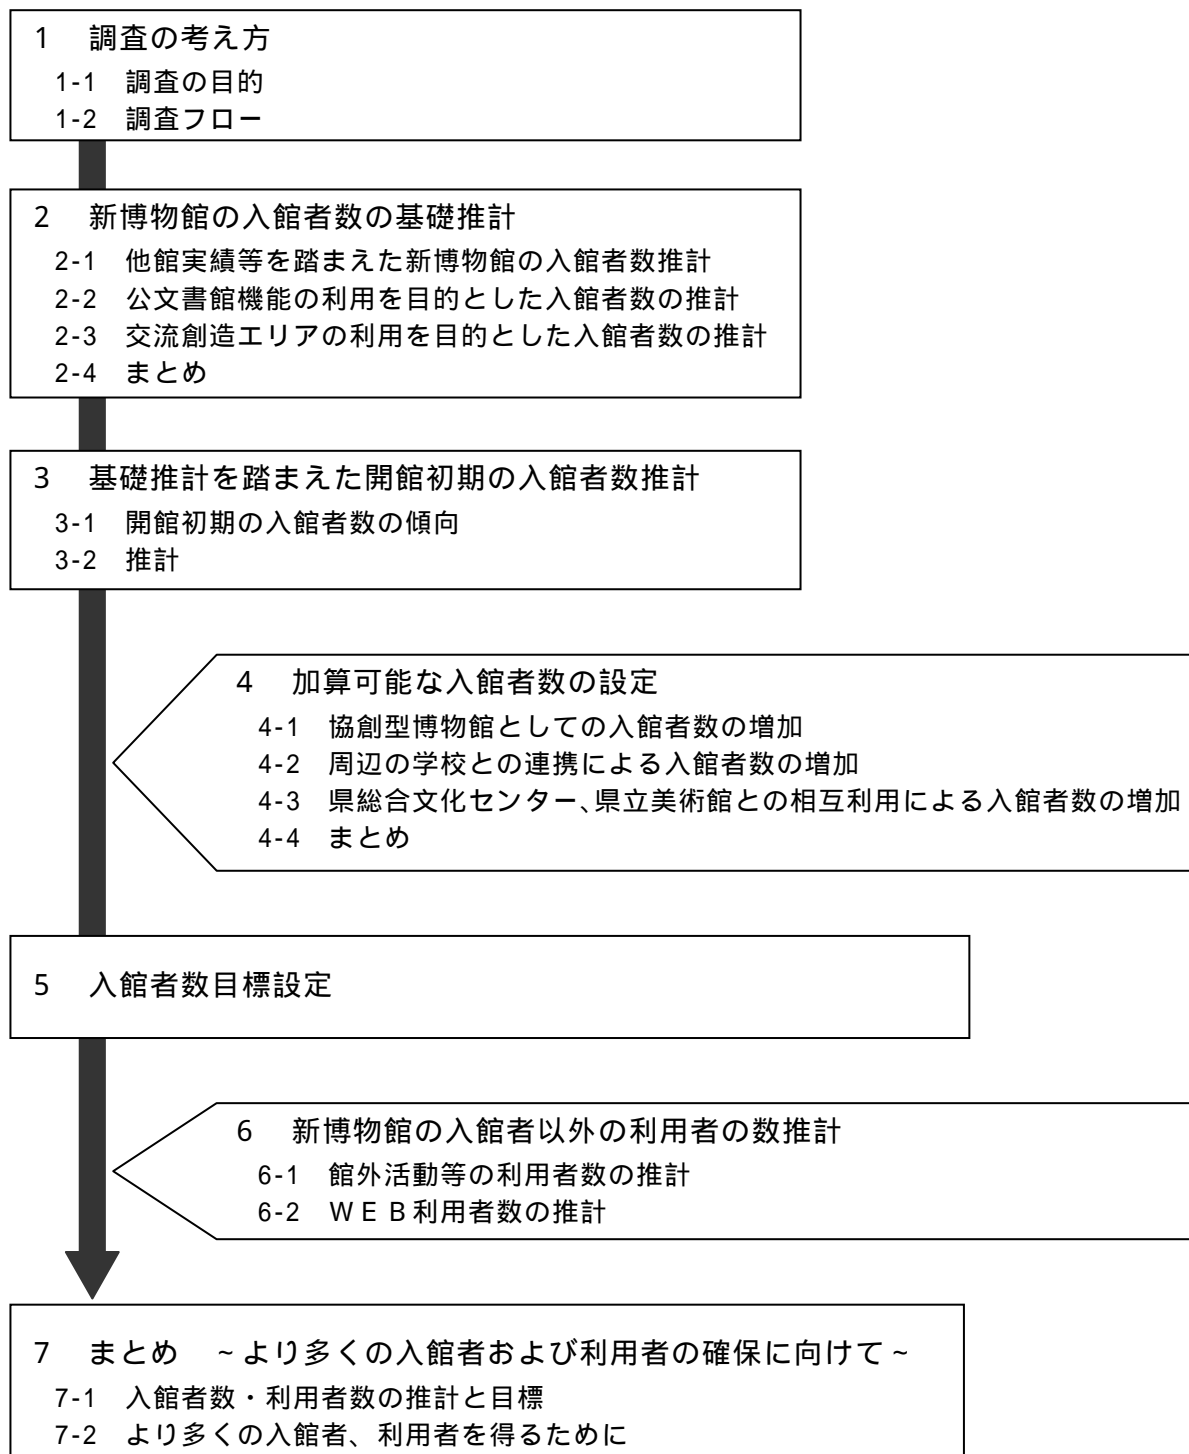 1　調査の考え方
1-1　調査の目的
1-2　調査フロー
2　新博物館の入館者数の基礎推計
2-1　他館実績等を踏まえた新博物館の入館者数推計
2-2　公文書館機能の利用を目的とした入館者数の推計
2-3　交流創造エリアの利用を目的とした入館者数の推計
2-4　まとめ
3　基礎推計を踏まえた開館初期の入館者数推計
3-1　開館初期の入館者数の傾向
3-2　推計
4　加算可能な入館者数の設定
4-1　協創型博物館としての入館者数の増加
4-2　周辺の学校との連携による入館者数の増加
4-3　県総合文化センター、県立美術館との相互利用による入館者数の増加
4-4　まとめ
5　入館者数目標設定
6　新博物館の入館者以外の利用者の数推計
6-1　館外活動等の利用者数の推計
6-2　ＷＥＢ利用者数の推計
7　まとめ　～より多くの入館者および利用者の確保に向けて～
7-1　入館者数・利用者数の推計と目標
7-2　より多くの入館者、利用者を得るために